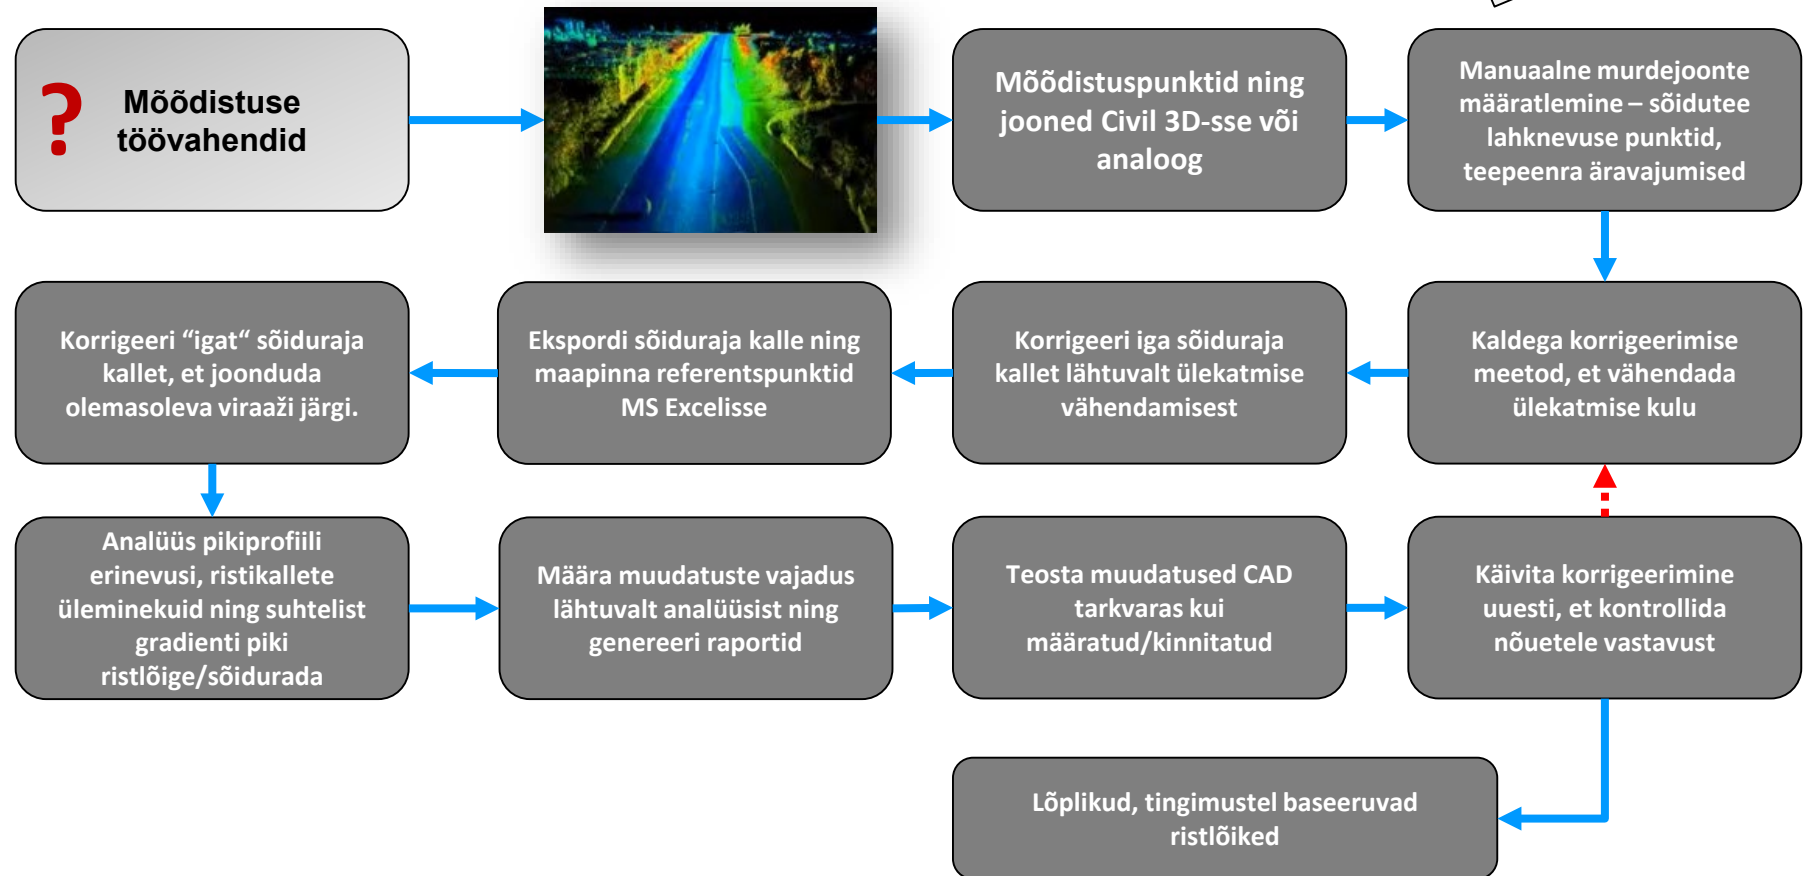 ?
Mõõdistuse
töövahendid
Mõõdistuspunktid ning
jooned Civil 3D-sse või
analoog
Manuaalne murdejoonte
määratlemine – sõidutee
lahknevuse punktid,
teepeenra äravajumised
Kaldega korrigeerimise
meetod, et vähendada
ülekatmise kulu
Korrigeeri iga sõiduraja
kallet lähtuvalt ülekatmise
vähendamisest
Ekspordi sõiduraja kalle ning
maapinna referentspunktid
MS Excelisse
Korrigeeri “igat“ sõiduraja
kallet, et joonduda
olemasoleva viraaži järgi.
Analüüs pikiprofiili
erinevusi, ristikallete
üleminekuid ning suhtelist
gradienti piki
ristlõige/sõidurada
Määra muudatuste vajadus
lähtuvalt analüüsist ning
genereeri raportid
Teosta muudatused CAD
tarkvaras kui
määratud/kinnitatud
Käivita korrigeerimine
uuesti, et kontrollida
nõuetele vastavust
Lõplikud, tingimustel baseeruvad
ristlõiked